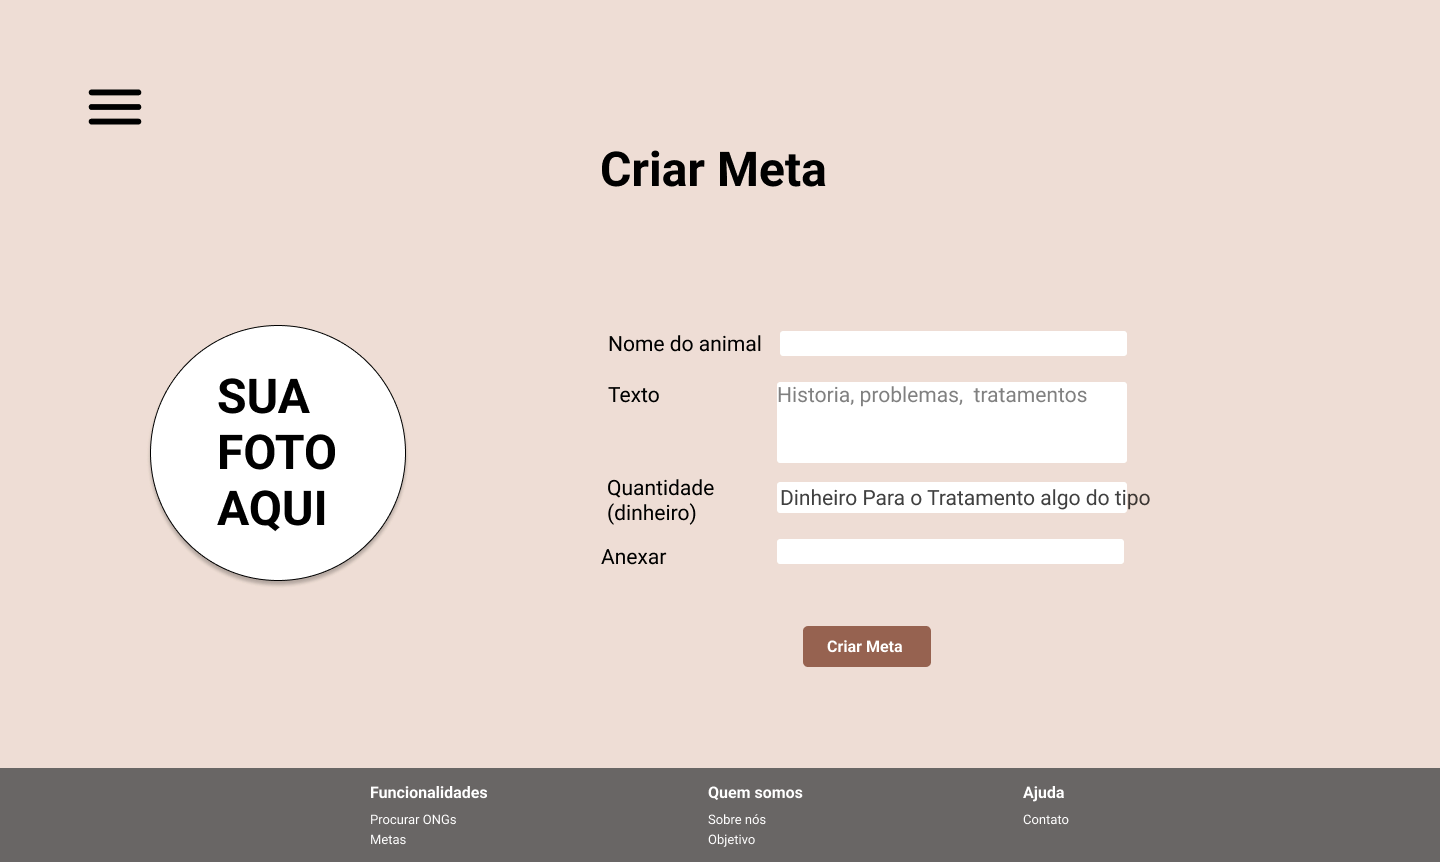 Criar Meta
SUA
FOTO
AQUI
Nome do animal
Texto
Historia, problemas,  tratamentos
Quantidade
(dinheiro)
Dinheiro Para o Tratamento algo do tipo
Anexar
Criar Meta
Funcionalidades
Procurar ONGs
Metas
Quem somos
Sobre nós
Objetivo
Ajuda
Contato